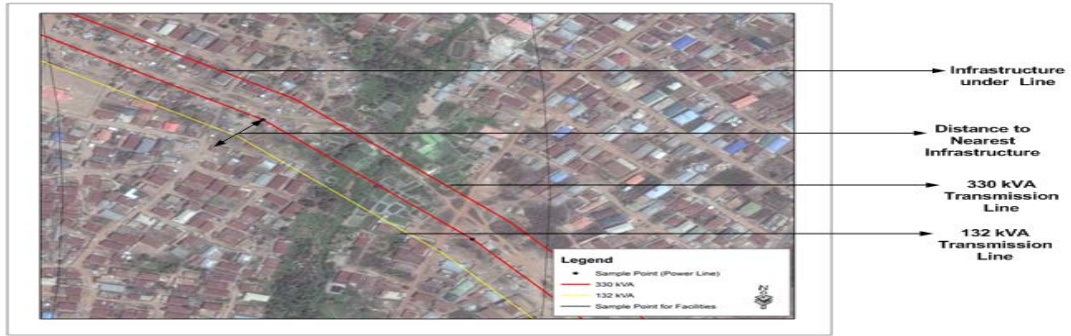 Infrastructure
under Line
Distance to
Nearest
Infrastructure
330 kVA
Transmission
Line
132 kVA
Transmission
Line
Legend
Sample Point (Power Line)
330 kVA
132 kVA
Sample Point for Facilities